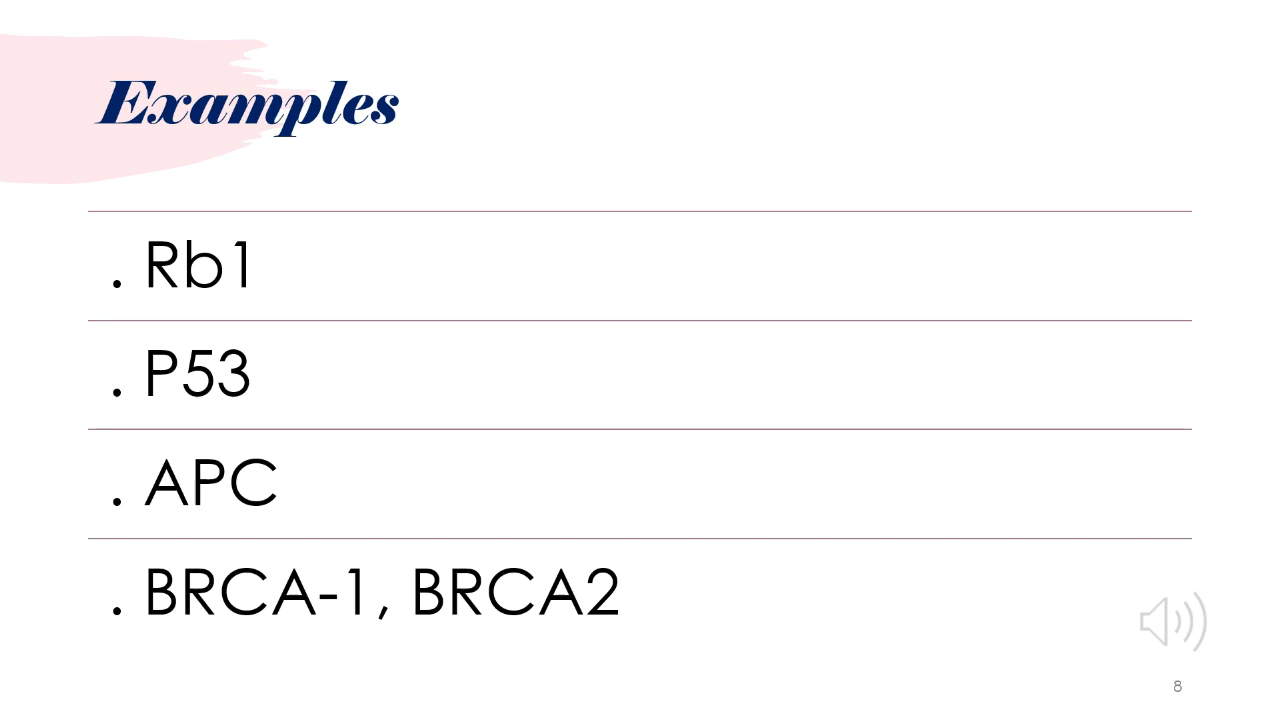 Examples
. Rb1
. P53
. APC
. BRCA-1, BRCA2
8